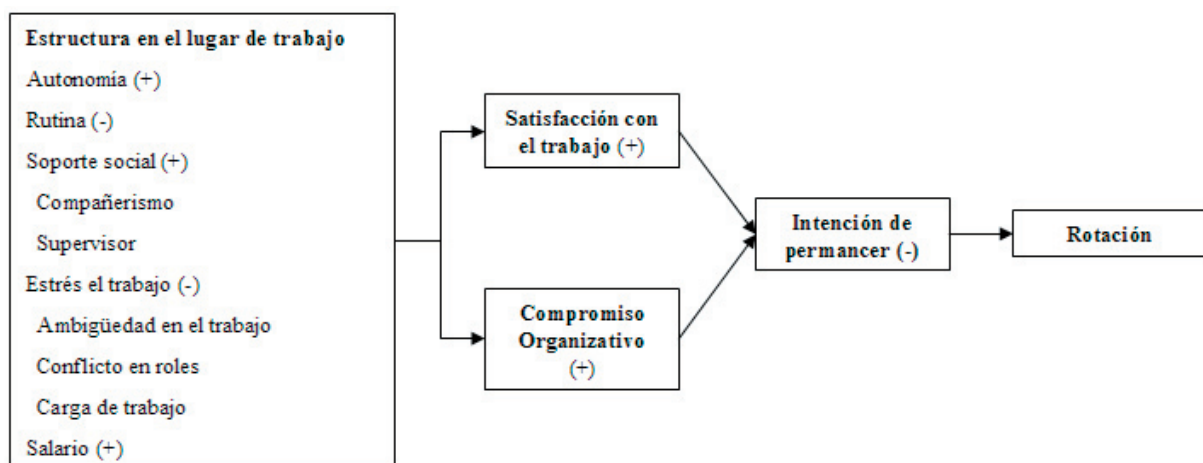 Estructura en el lugar de trabajo
Autonomía (+)
Rutina (-)
Soporte social (+)
Compañerismo
Supervisor
Estrés el trabajo (-)
Ambigüedad en el trabajo
Conflicto en roles
Carga de trabajo
Salario (+)
Satisfacción con
el trabajo (+)
Compromiso
Organizativo
(+)
Intención de
permancer (-)
Rotación